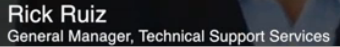 Rick Ruiz
General Manager, Technical Support Services